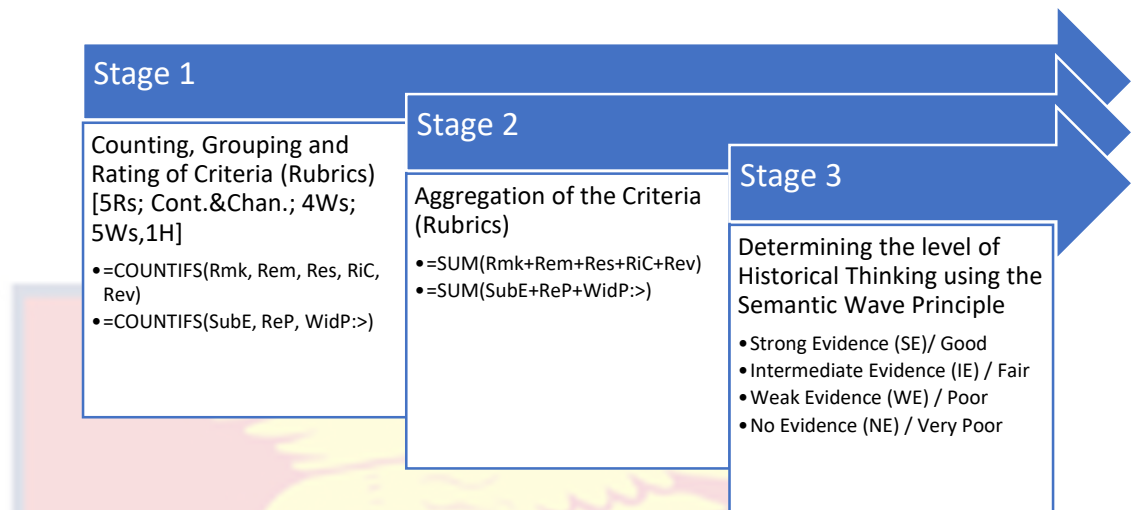 Stage 1
Counting, Grouping and
Rating of Criteria (Rubrics)
[5Rs; Cont.&Chan.; 4Ws;
5Ws,1H]
•=COUNTIFS(Rmk, Rem, Res, RiC,
Rev)
•=COUNTIFS(SubE, ReP, WidP:>)
Stage 2
Aggregation of the Criteria
(Rubrics)
•=SUM(Rmk+Rem+Res+RiC+Rev)
•=SUM(SubE+ReP+WidP:>)
Stage 3
Determining the level of
Historical Thinking using the
Semantic Wave Principle
•Strong Evidence (SE)/ Good
•Intermediate Evidence (IE) / Fair
•Weak Evidence (WE) / Poor
•No Evidence (NE) / Very Poor